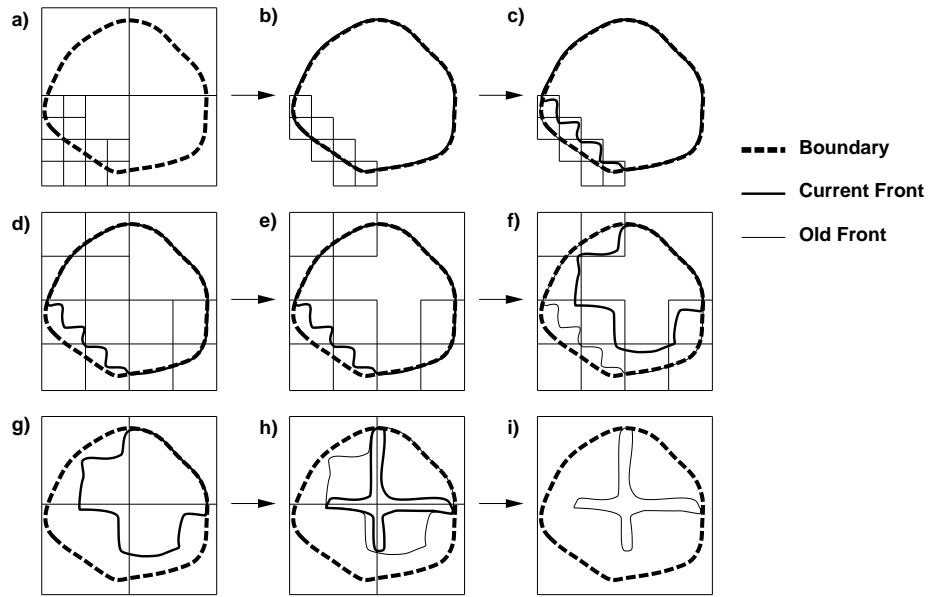 a)
b)
c)
Boundary
Current Front
Old Front
d)
e)
f)
g)
h)
i)